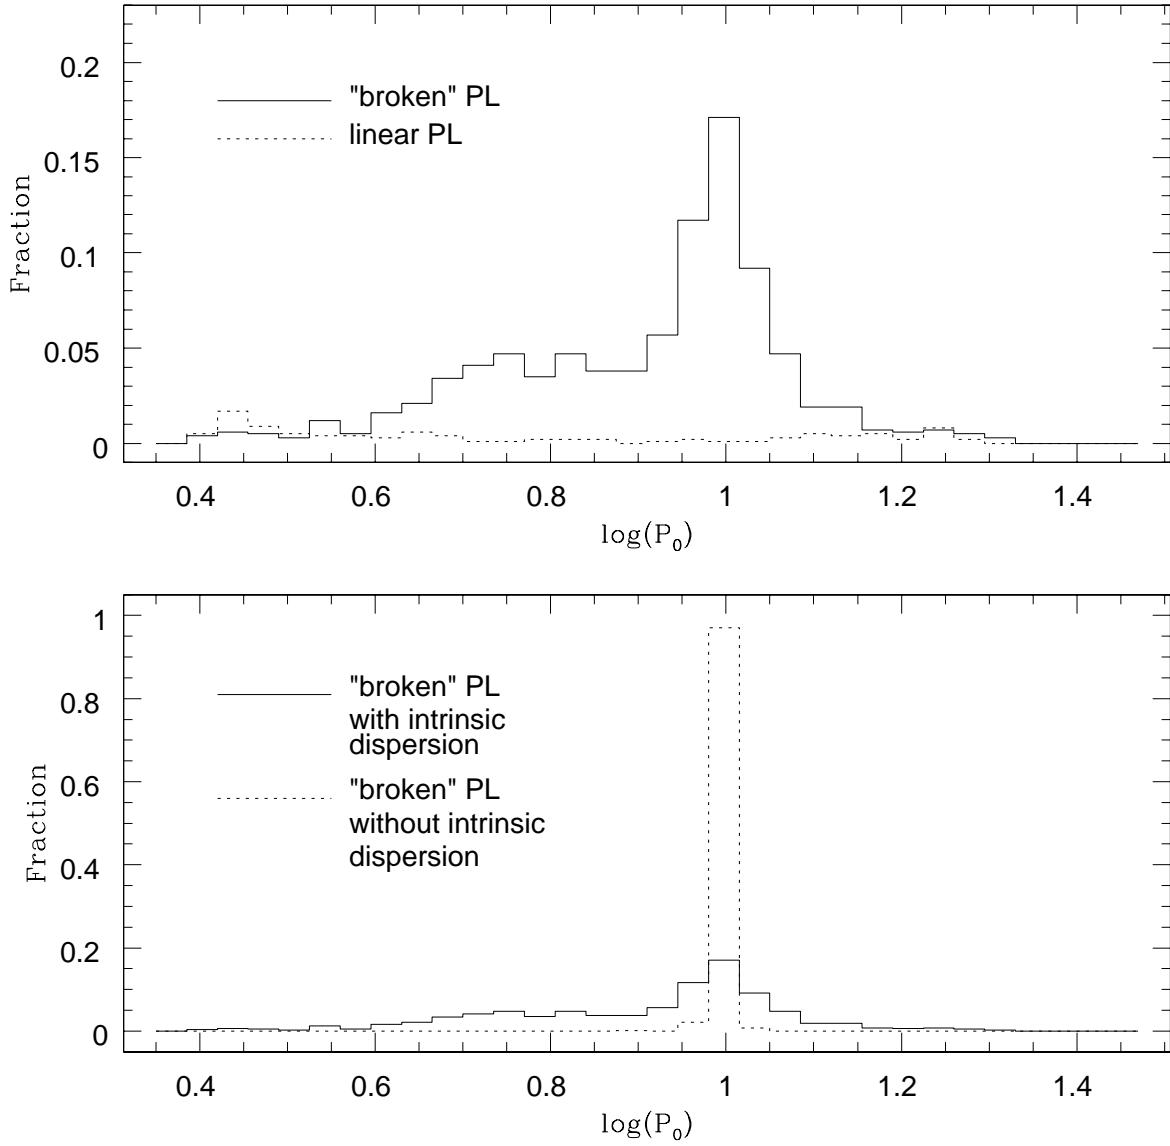 0.2
0.15
0.1
0.05
0
Fraction
"broken" PL
linear PL
0.4 0.6 0.8 1 1.2 1.4
log(P_0)
1
0.8
0.6
0.4
0.2
0
Fraction
"broken" PL
with intrinsic
dispersion
"broken" PL
without intrinsic
dispersion
0.4 0.6 0.8 1 1.2 1.4
log(P_0)